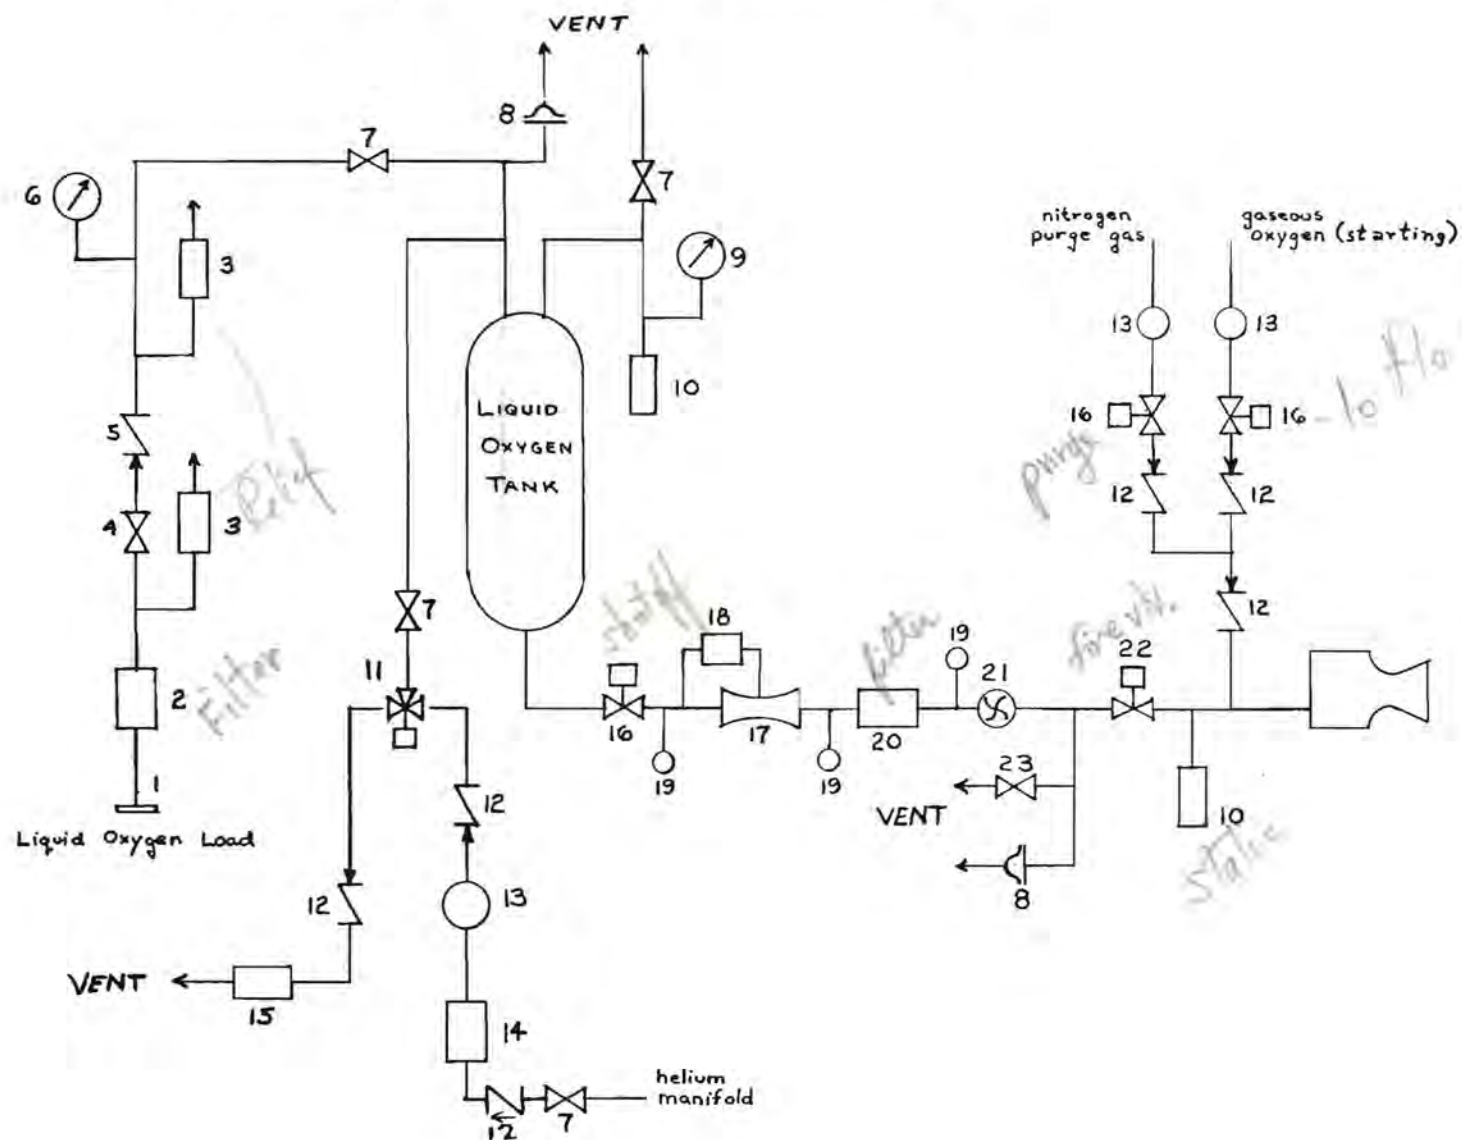 VENT
8
7
7
6
3
9
nitrogen
purge gas
gaseous
oxygen (starting)
13
13
10
LIQUID
OXYGEN
TANK
5
16
16 - lo flo
purge
Relief
4
3
12
12
7
shutoff
18
filter
19
fire vlv.
12
11
21
22
Filter
2
16
17
20
19
19
23
VENT
10
static
1
Liquid Oxygen Load
12
8
12
13
VENT
15
14
helium
manifold
12
7